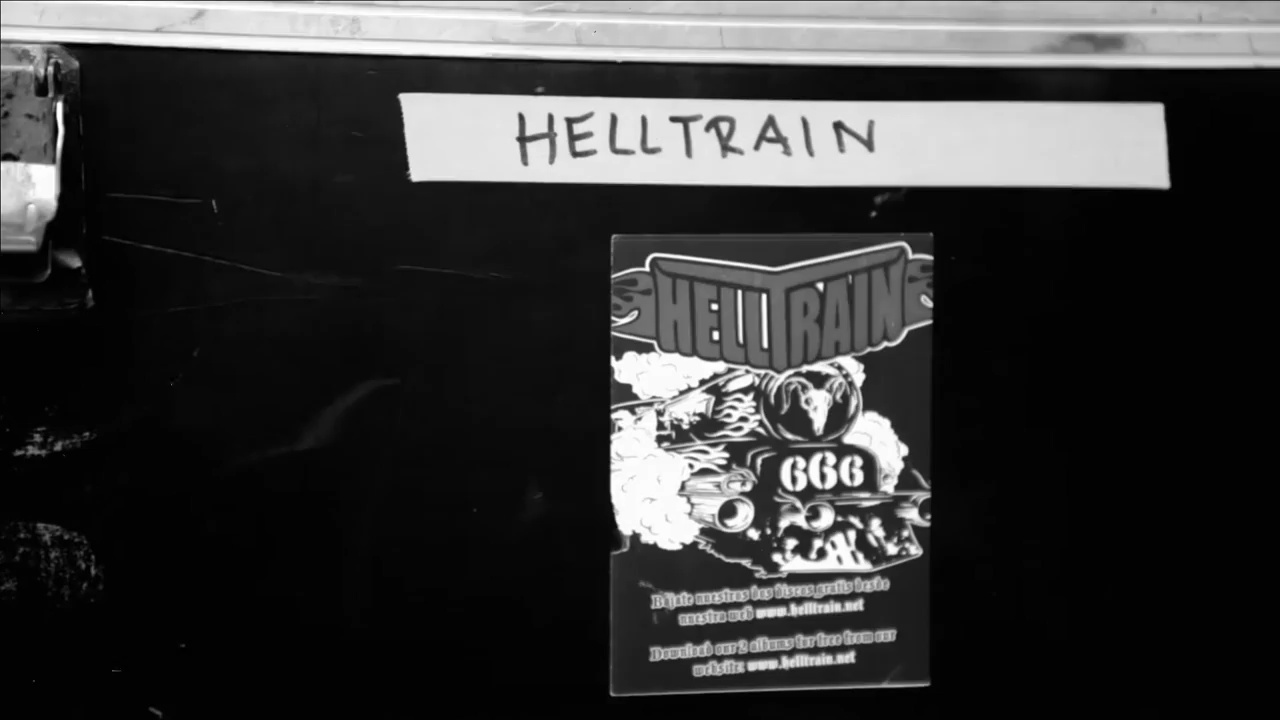 HELLTRAIN
HELLTRAIN
666
Bájate nuestros dos discos gratis desde
nuestra web www.helltrain.net
Download our 2 albums for free from our
website: www.helltrain.net